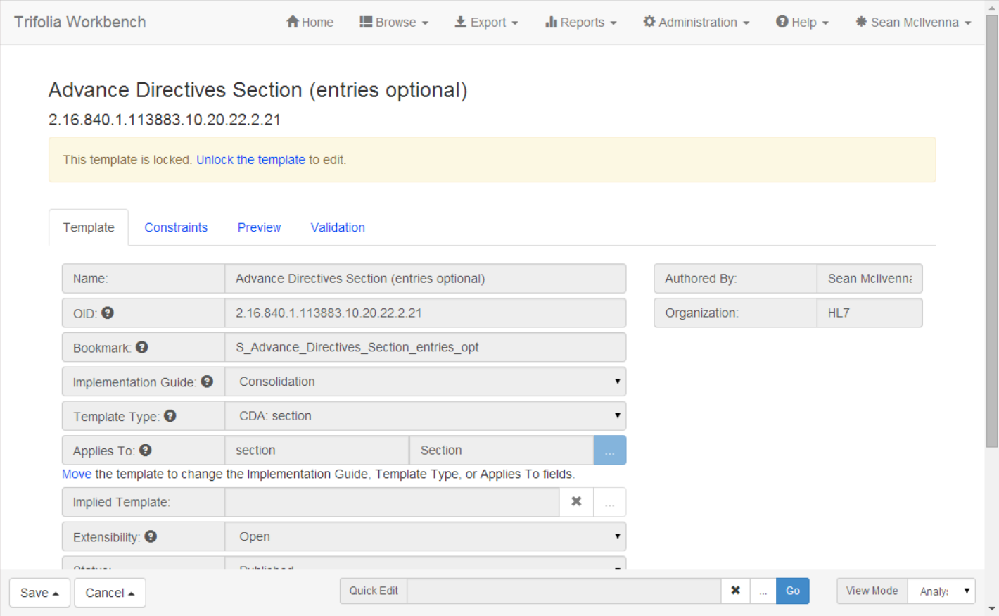 Trifolia Workbench Home Browse Export Reports Administration Help Sean McIlvenna
Advance Directives Section (entries optional)
2.16.840.1.113883.10.20.22.2.21
This template is locked. Unlock the template to edit.
Template Constraints Preview Validation
Name: Advance Directives Section (entries optional) Authored By: Sean McIlvenna
OID: 2.16.840.1.113883.10.20.22.2.21 Organization: HL7
Bookmark: S_Advance_Directives_Section_entries_opt
Implementation Guide: Consolidation
Template Type: CDA: section
Applies To: section Section ...
Move the template to change the Implementation Guide, Template Type, or Applies To fields.
Implied Template: ...
Extensibility: Open
Status: Published
Save Cancel Quick Edit ... Go View Mode Analy